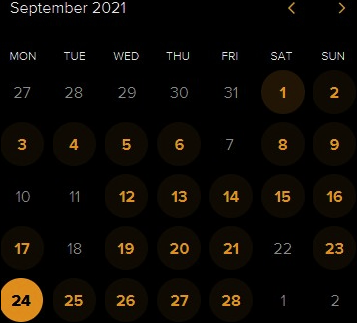 September 2021
MON TUE WED THU FRI SAT SUN
27 28 29 30 31 1 2
3 4 5 6 7 8 9
10 11 12 13 14 15 16
17 18 19 20 21 22 23
24 25 26 27 28 1 2